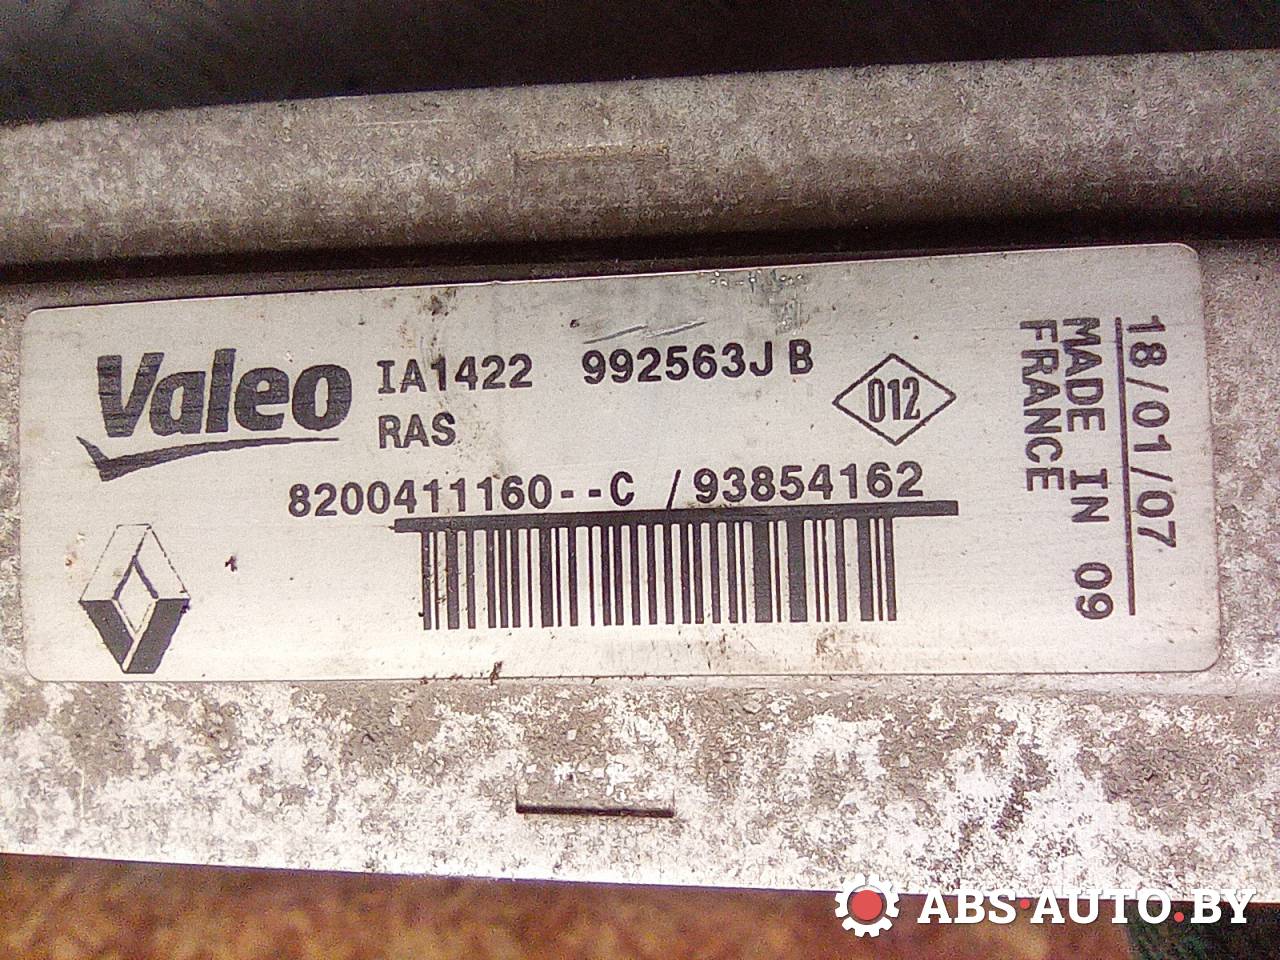 Valeo IA1422 992563J B
RAS
012
8200411160--C /93854162
18/01/07
MADE IN 09
FRANCE
ABS·AUTO.BY